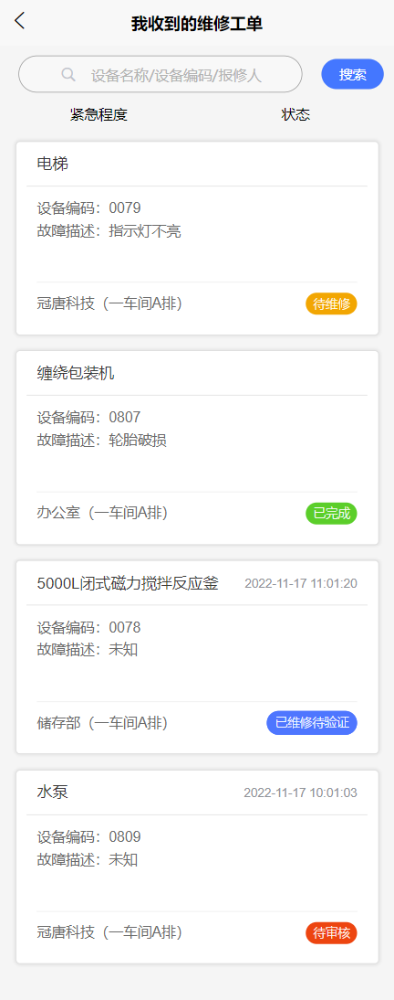 我收到的维修工单
设备名称/设备编码/报修人 搜索
紧急程度 状态
电梯
设备编码：0079
故障描述：指示灯不亮
冠唐科技（一车间A排） 待维修
缠绕包装机
设备编码：0807
故障描述：轮胎破损
办公室（一车间A排） 已完成
5000L闭式磁力搅拌反应釜 2022-11-17 11:01:20
设备编码：0078
故障描述：未知
储存部（一车间A排） 已维修待验证
水泵 2022-11-17 10:01:03
设备编码：0809
故障描述：未知
冠唐科技（一车间A排） 待审核